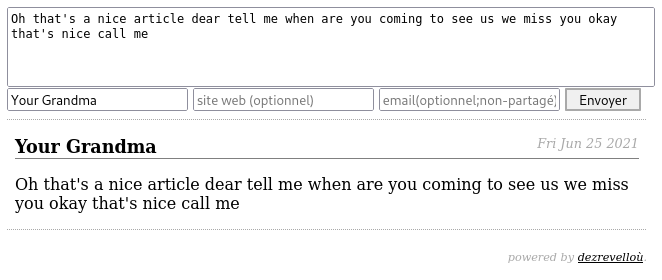 Oh that's a nice article dear tell me when are you coming to see us we miss you okay
that's nice call me
Your Grandma site web (optionnel) email(optionnel;non-partagé) Envoyer
Your Grandma Fri Jun 25 2021
Oh that's a nice article dear tell me when are you coming to see us we miss
you okay that's nice call me
powered by dezrevelloù.